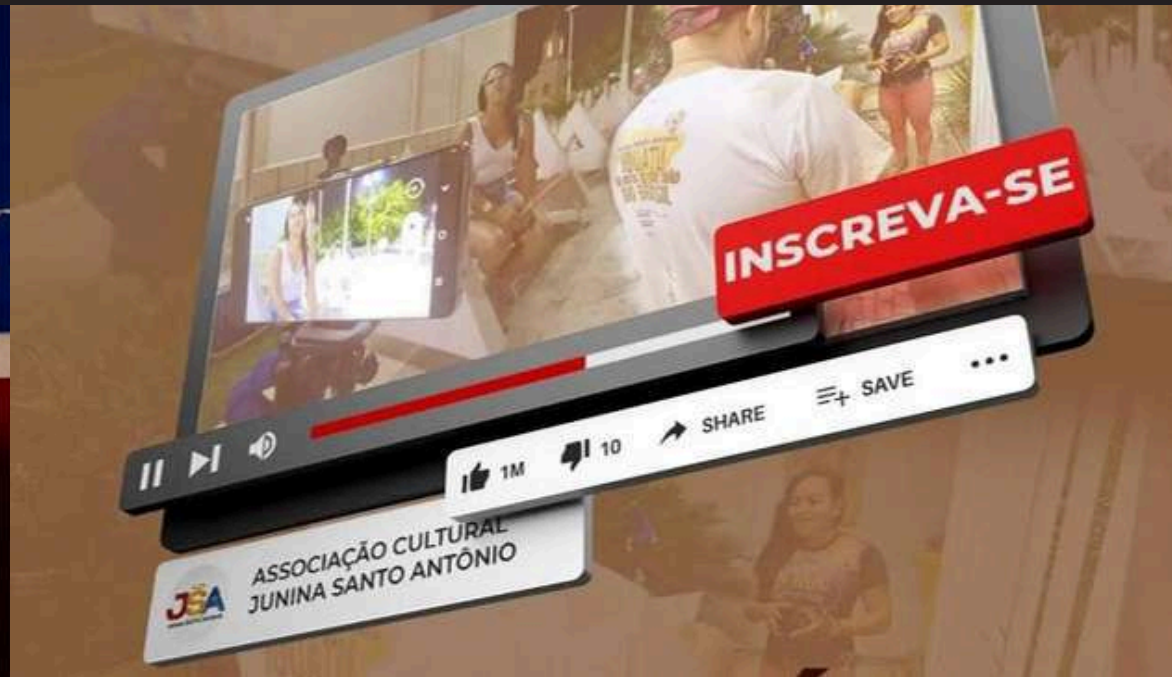 INSCREVA-SE
1M
10
SHARE
SAVE
JSA
ASSOCIAÇÃO CULTURAL
JUNINA SANTO ANTÔNIO